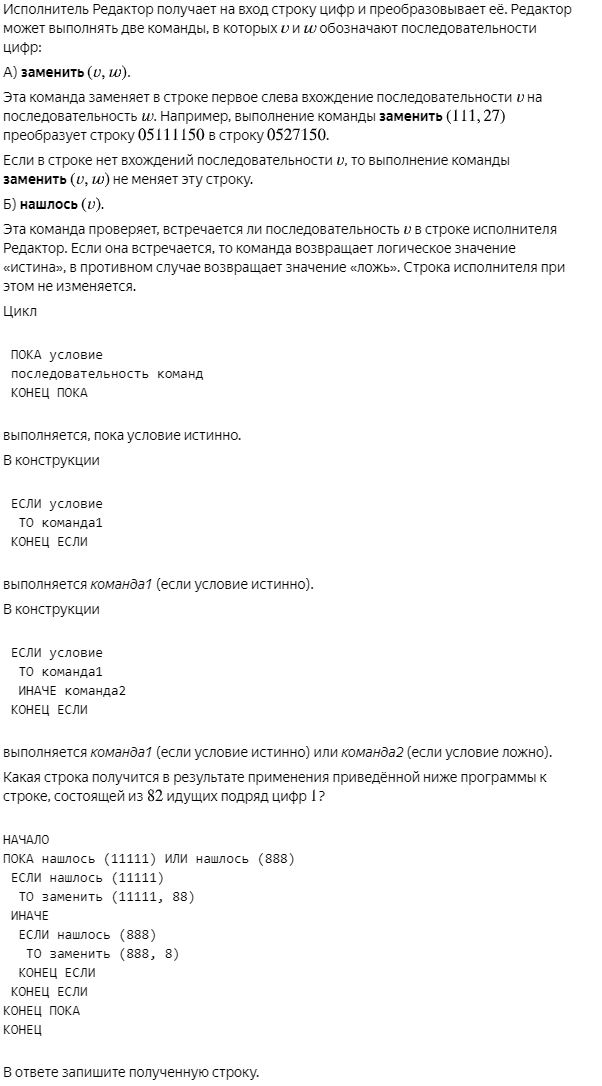 Исполнитель Редактор получает на вход строку цифр и преобразовывает её. Редактор
может выполнять две команды, в которых v и w обозначают последовательности
цифр:
А) заменить (v, w).
Эта команда заменяет в строке первое слева вхождение последовательности v на
последовательность w. Например, выполнение команды заменить (111, 27)
преобразует строку 05111150 в строку 0527150.
Если в строке нет вхождений последовательности v, то выполнение команды
заменить (v, w) не меняет эту строку.
Б) нашлось (v).
Эта команда проверяет, встречается ли последовательность v в строке исполнителя
Редактор. Если она встречается, то команда возвращает логическое значение
«истина», в противном случае возвращает значение «ложь». Строка исполнителя при
этом не изменяется.
Цикл
ПОКА условие
последовательность команд
КОНЕЦ ПОКА
выполняется, пока условие истинно.
В конструкции
ЕСЛИ условие
ТО команда1
КОНЕЦ ЕСЛИ
выполняется команда1 (если условие истинно).
В конструкции
ЕСЛИ условие
ТО команда1
ИНАЧЕ команда2
КОНЕЦ ЕСЛИ
выполняется команда1 (если условие истинно) или команда2 (если условие ложно).
Какая строка получится в результате применения приведённой ниже программы к
строке, состоящей из 82 идущих подряд цифр 1?
НАЧАЛО
ПОКА нашлось (11111) ИЛИ нашлось (888)
ЕСЛИ нашлось (11111)
ТО заменить (11111, 88)
ИНАЧЕ
ЕСЛИ нашлось (888)
ТО заменить (888, 8)
КОНЕЦ ЕСЛИ
КОНЕЦ ЕСЛИ
КОНЕЦ ПОКА
КОНЕЦ
В ответе запишите полученную строку.